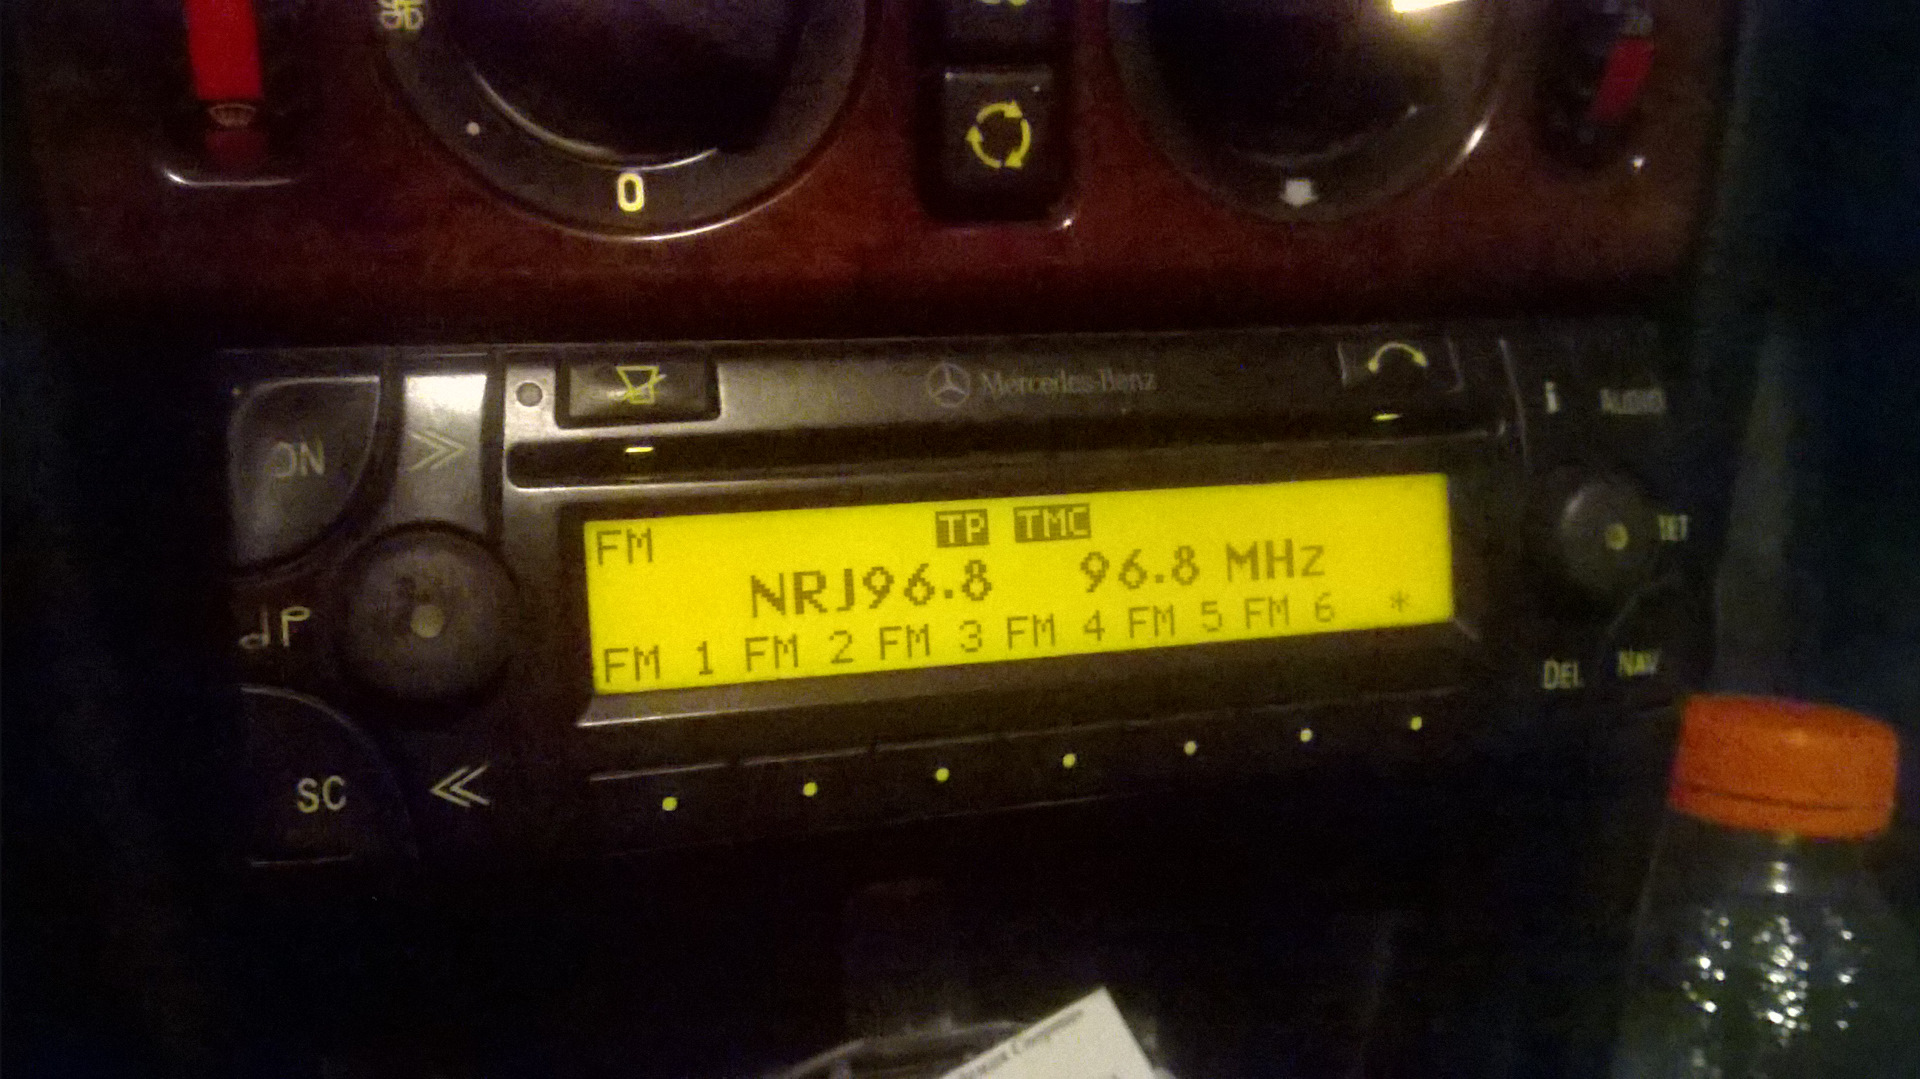 0
Mercedes-Benz
ON
i AUDIO
FM TP TMC
NRJ96.8 96.8 MHz
FM 1 FM 2 FM 3 FM 4 FM 5 FM 6 *
DEL NAV
SC